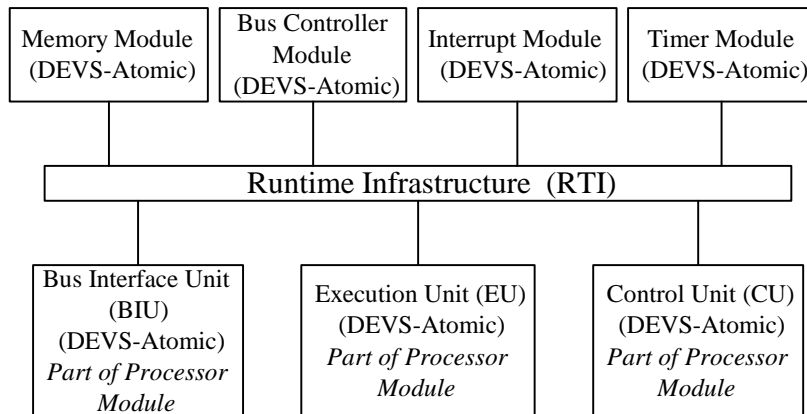 Memory Module
(DEVS-Atomic)
Bus Controller
Module
(DEVS-Atomic)
Interrupt Module
(DEVS-Atomic)
Timer Module
(DEVS-Atomic)
Runtime Infrastructure (RTI)
Bus Interface Unit
(BIU)
(DEVS-Atomic)
Part of Processor
Module
Execution Unit (EU)
(DEVS-Atomic)
Part of Processor
Module
Control Unit (CU)
(DEVS-Atomic)
Part of Processor
Module